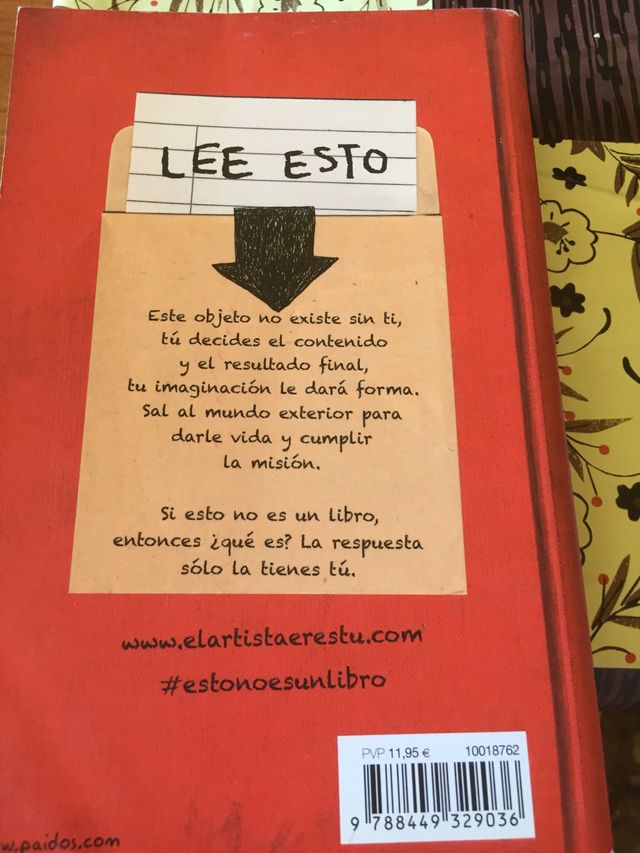 LEE ESTO
Este objeto no existe sin ti,
tú decides el contenido
y el resultado final,
tu imaginación le dará forma.
Sal al mundo exterior para
darle vida y cumplir
la misión.
Si esto no es un libro,
entonces ¿qué es? La respuesta
sólo la tienes tú.
www.elartistaerestu.com
#estonoesunlibro
PVP 11,95 € 10018762
9 788449 329036
w.paidos.com